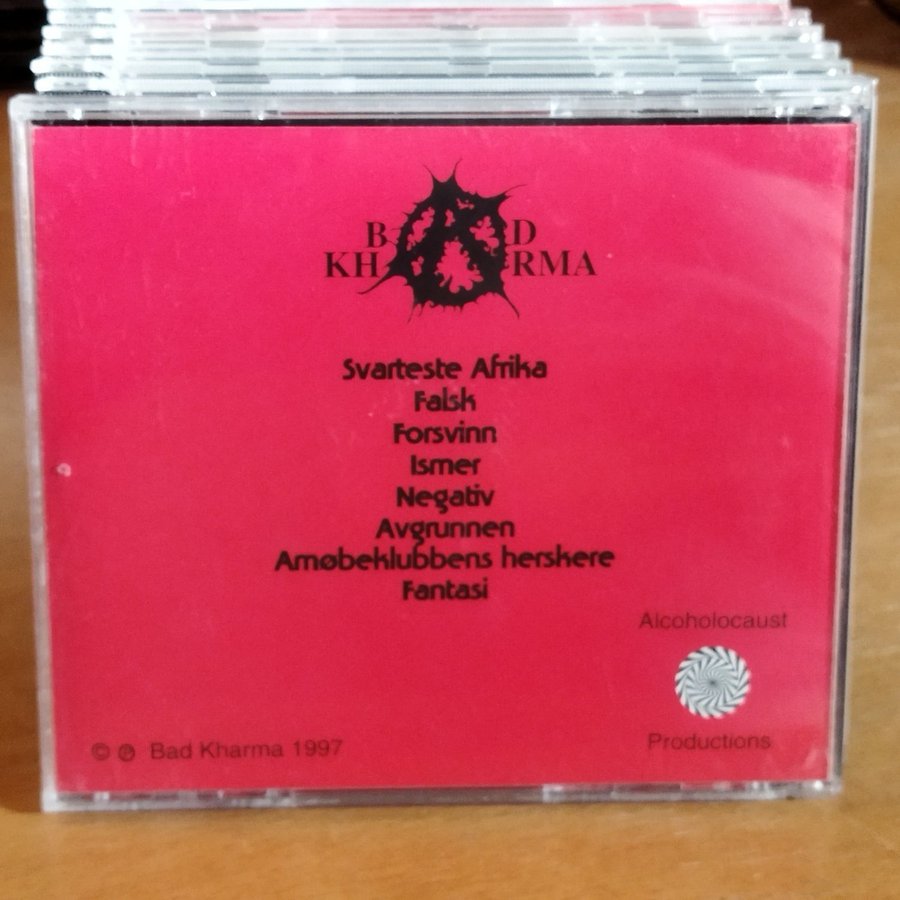 BAD
KHARMA
Svarteste Afrika
Falsk
Forsvinn
Ismer
Negativ
Avgrunnen
Amøbeklubbens herskere
Fantasi
Alcoholocaust
Productions
© ℗ Bad Kharma 1997